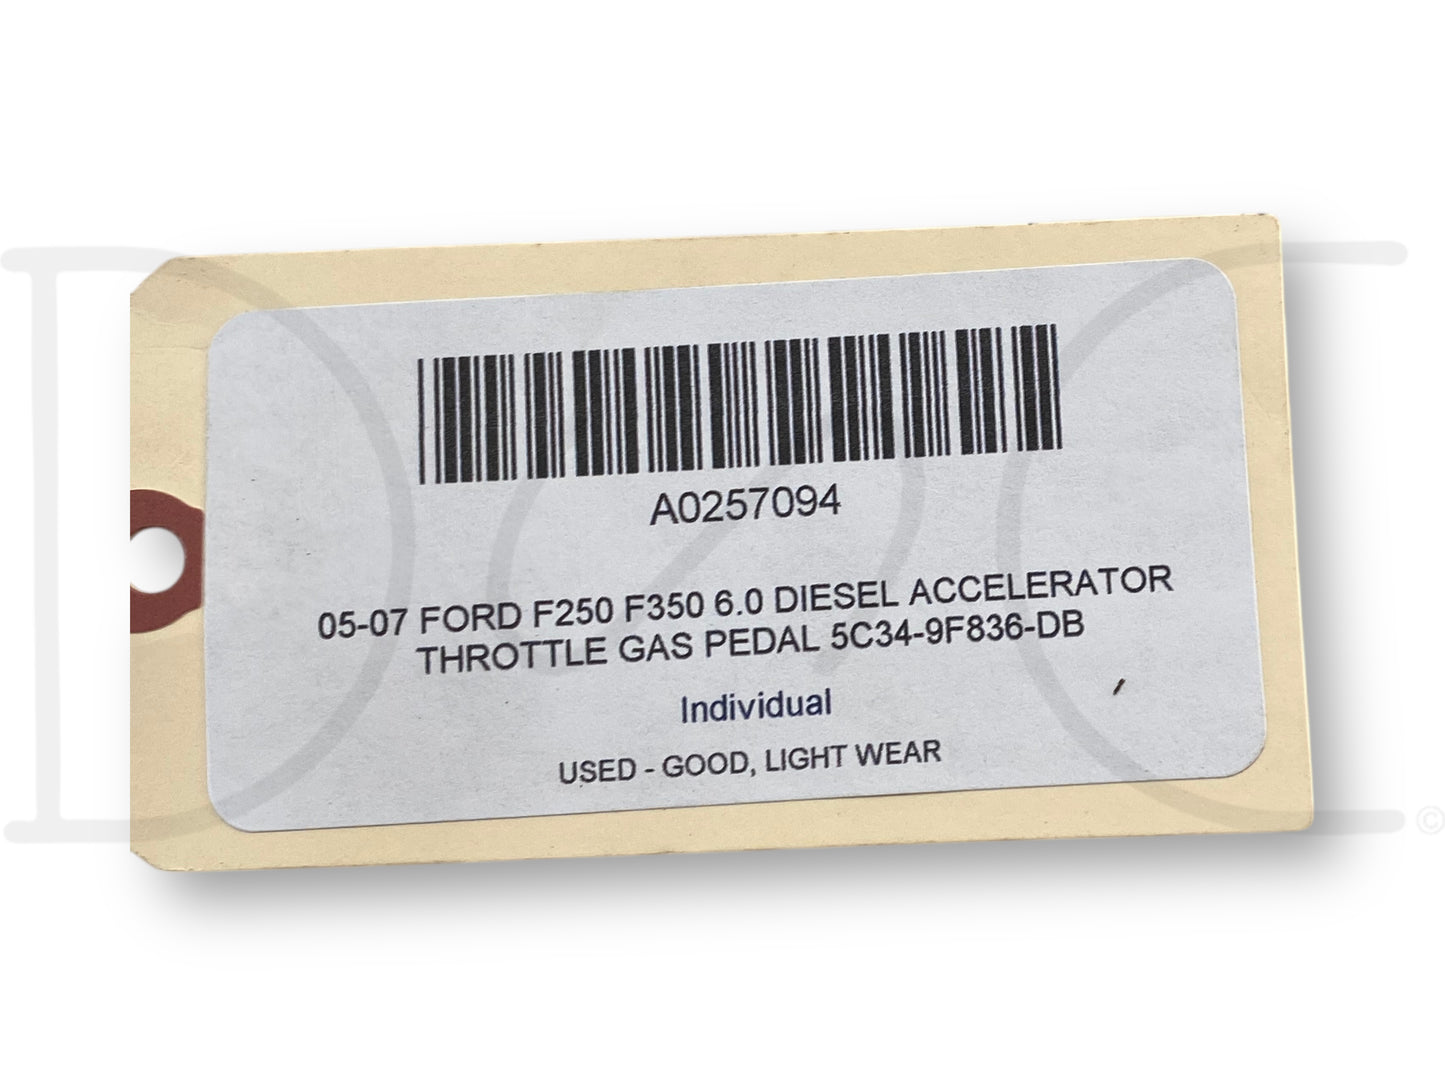 A0257094
05-07 FORD F250 F350 6.0 DIESEL ACCELERATOR
THROTTLE GAS PEDAL 5C34-9F836-DB
Individual
USED - GOOD, LIGHT WEAR
©